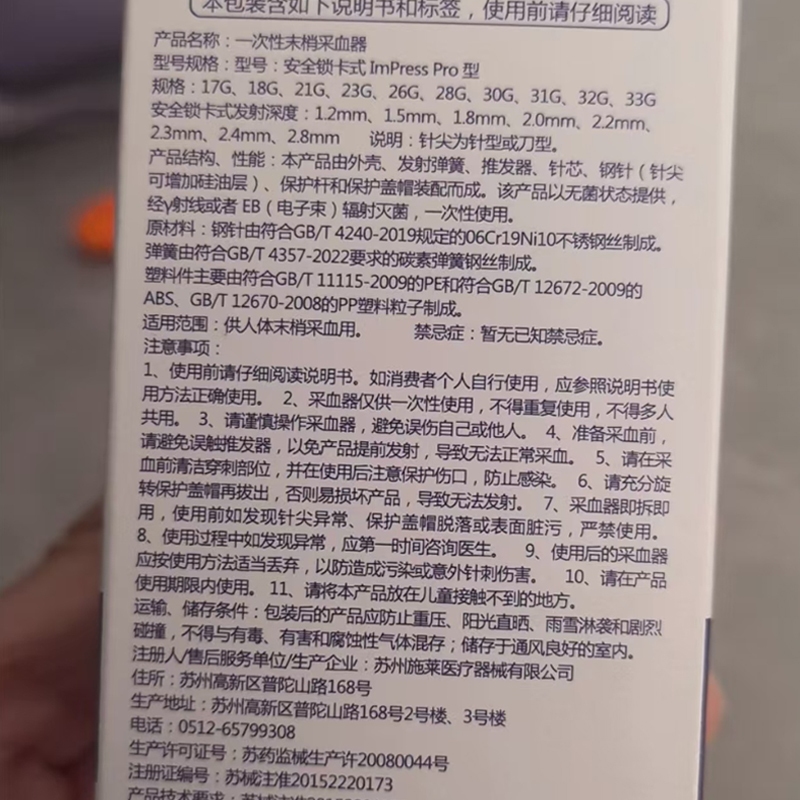 本包装含如下说明书和标签，使用前请仔细阅读
产品名称：一次性末梢采血器
型号规格：型号：安全锁卡式 ImPress Pro 型
规格：17G、18G、21G、23G、26G、28G、30G、31G、32G、33G
安全锁卡式发射深度：1.2mm、1.5mm、1.8mm、2.0mm、2.2mm、
2.3mm、2.4mm、2.8mm 说明：针尖为针型或刀型。
产品结构、性能：本产品由外壳、发射弹簧、推发器、针芯、钢针（针尖
可增加硅油层）、保护杆和保护盖帽装配而成。该产品以无菌状态提供，
经γ射线或者 EB（电子束）辐射灭菌，一次性使用。
原材料：钢针由符合GB/T 4240-2019规定的06Cr19Ni10不锈钢丝制成。
弹簧由符合GB/T 4357-2022要求的碳素弹簧钢丝制成。
塑料件主要由符合GB/T 11115-2009的PE和符合GB/T 12672-2009的
ABS、GB/T 12670-2008的PP塑料粒子制成。
适用范围：供人体末梢采血用。 禁忌症：暂无已知禁忌症。
注意事项：
1、使用前请仔细阅读说明书。如消费者个人自行使用，应参照说明书使
用方法正确使用。 2、采血器仅供一次性使用，不得重复使用，不得多人
共用。 3、请谨慎操作采血器，避免误伤自己或他人。 4、准备采血前，
请避免误触推发器，以免产品提前发射，导致无法正常采血。 5、请在采
血前清洁穿刺部位，并在使用后注意保护伤口，防止感染。 6、请充分旋
转保护盖帽再拔出，否则易损坏产品，导致无法发射。 7、采血器即拆即
用，使用前如发现针尖异常、保护盖帽脱落或表面脏污，严禁使用。
8、使用过程中如发现异常，应第一时间咨询医生。 9、使用后的采血器
应按使用方法适当丢弃，以防造成污染或意外针刺伤害。 10、请在产品
使用期限内使用。 11、请将本产品放在儿童接触不到的地方。
运输、储存条件：包装后的产品应防止重压、阳光直晒、雨雪淋袭和剧烈
碰撞，不得与有毒、有害和腐蚀性气体混存；储存于通风良好的室内。
注册人/售后服务单位/生产企业：苏州施莱医疗器械有限公司
住所：苏州高新区普陀山路168号
生产地址：苏州高新区普陀山路168号2号楼、3号楼
电话：0512-65799308
生产许可证号：苏药监械生产许20080044号
注册证编号：苏械注准20152220173
产品技术要求：苏械注准2015